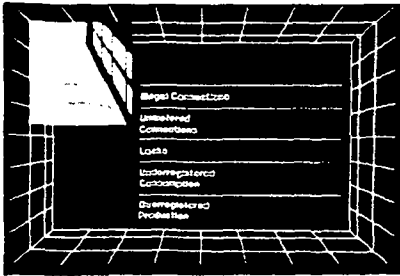 Illegal Connections
Unmetered
Connections
Leaks
Underregistered
Consumption
Overregistered
Production